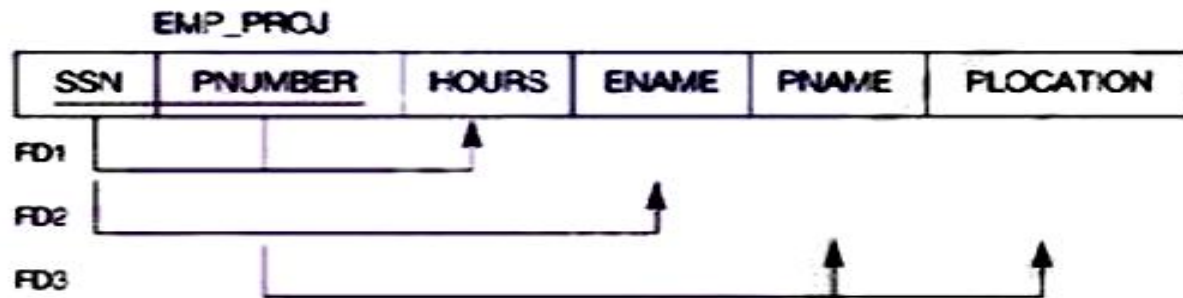 EMP_PROJ
SSN PNUMBER HOURS ENAME PNAME PLOCATION
FD1
FD2
FD3